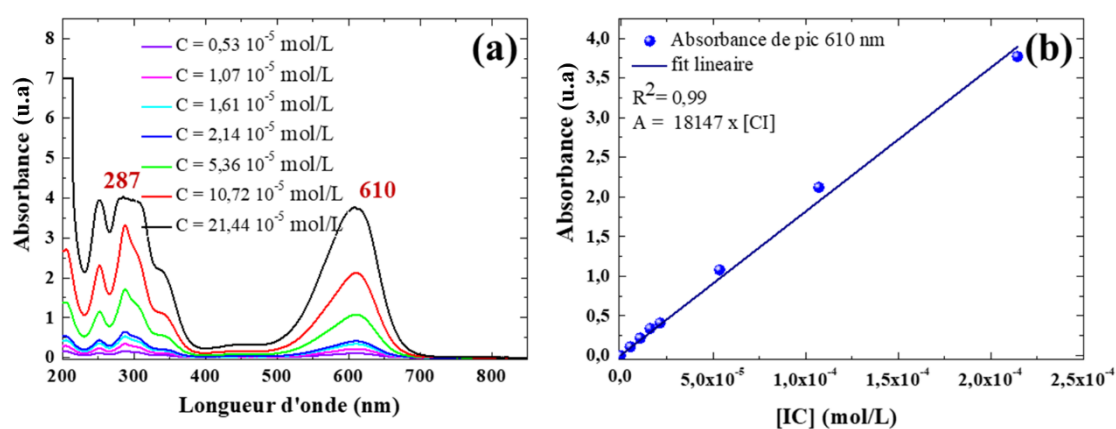 (a)
C = 0,53 10⁻⁵ mol/L
C = 1,07 10⁻⁵ mol/L
C = 1,61 10⁻⁵ mol/L
C = 2,14 10⁻⁵ mol/L
C = 5,36 10⁻⁵ mol/L
C = 10,72 10⁻⁵ mol/L
C = 21,44 10⁻⁵ mol/L
287
610
Absorbance (u.a)
8
7
6
5
4
3
2
1
0
200 300 400 500 600 700 800
Longueur d'onde (nm)
(b)
Absorbance de pic 610 nm
fit lineaire
R²= 0,99
A = 18147 x [CI]
Absorbance (u.a)
4,0
3,5
3,0
2,5
2,0
1,5
1,0
0,5
0,0
0,0 5,0x10⁻⁵ 1,0x10⁻⁴ 1,5x10⁻⁴ 2,0x10⁻⁴ 2,5x10⁻⁴
[IC] (mol/L)